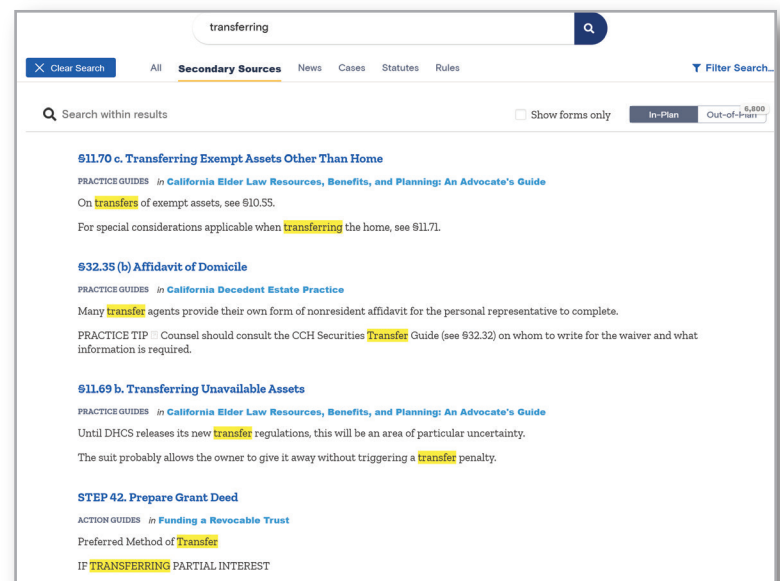 transferring
Clear Search All Secondary Sources News Cases Statutes Rules Filter Search...
Search within results Show forms only In-Plan Out-of-Plan 6,800
§11.70 c. Transferring Exempt Assets Other Than Home
PRACTICE GUIDES in California Elder Law Resources, Benefits, and Planning: An Advocate's Guide
On transfers of exempt assets, see §10.55.
For special considerations applicable when transferring the home, see §11.71.
§32.35 (b) Affidavit of Domicile
PRACTICE GUIDES in California Decedent Estate Practice
Many transfer agents provide their own form of nonresident affidavit for the personal representative to complete.
PRACTICE TIP Counsel should consult the CCH Securities Transfer Guide (see §32.32) on whom to write for the waiver and what
information is required.
§11.69 b. Transferring Unavailable Assets
PRACTICE GUIDES in California Elder Law Resources, Benefits, and Planning: An Advocate's Guide
Until DHCS releases its new transfer regulations, this will be an area of particular uncertainty.
The suit probably allows the owner to give it away without triggering a transfer penalty.
STEP 42. Prepare Grant Deed
ACTION GUIDES in Funding a Revocable Trust
Preferred Method of Transfer
IF TRANSFERRING PARTIAL INTEREST